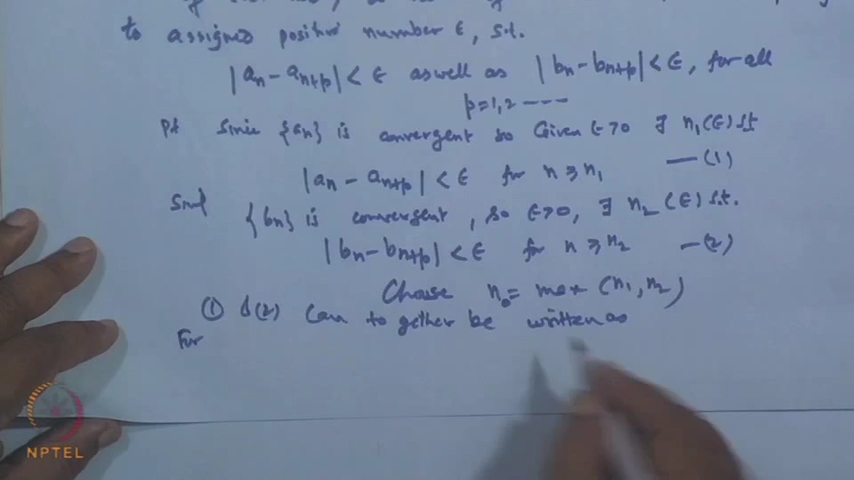 to assigned positive number ε, s.t.
|an - an+p| < ε as well as |bn - bn+p| < ε, for all
p=1,2 ----
Pf Since {an} is convergent so Given ε>0 ∃ n1(ε) st
|an - an+p| < ε for n ≥ n1 —(1)
{bn} is convergent, so ε>0, ∃ n2(ε) s.t.
|bn - bn+p| < ε for n ≥ n2 —(2)
Choose n0 = max (n1, n2)
① &(2) can to gether be written as
For
NPTEL